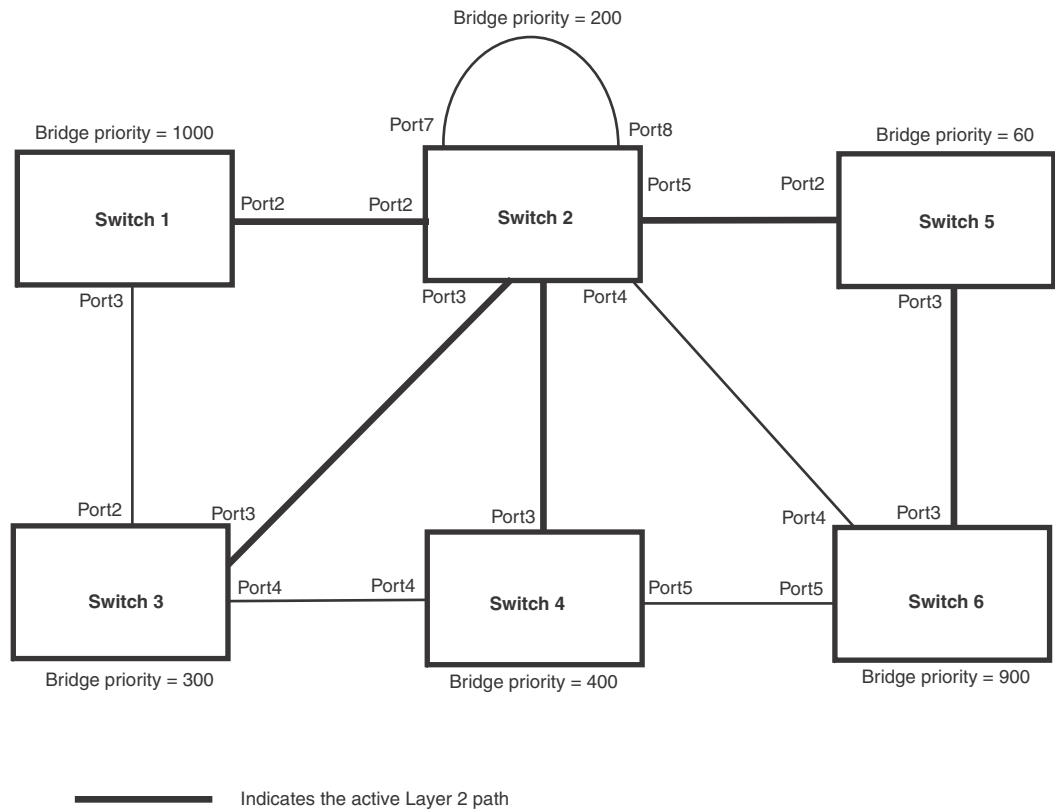 Bridge priority = 200
Port7
Port8
Bridge priority = 1000
Bridge priority = 60
Switch 1
Port2
Port2
Switch 2
Port5
Port2
Switch 5
Port3
Port3
Port4
Port3
Port2
Port3
Port3
Port4
Port3
Switch 3
Port4
Port4
Switch 4
Port5
Port5
Switch 6
Bridge priority = 300
Bridge priority = 400
Bridge priority = 900
Indicates the active Layer 2 path